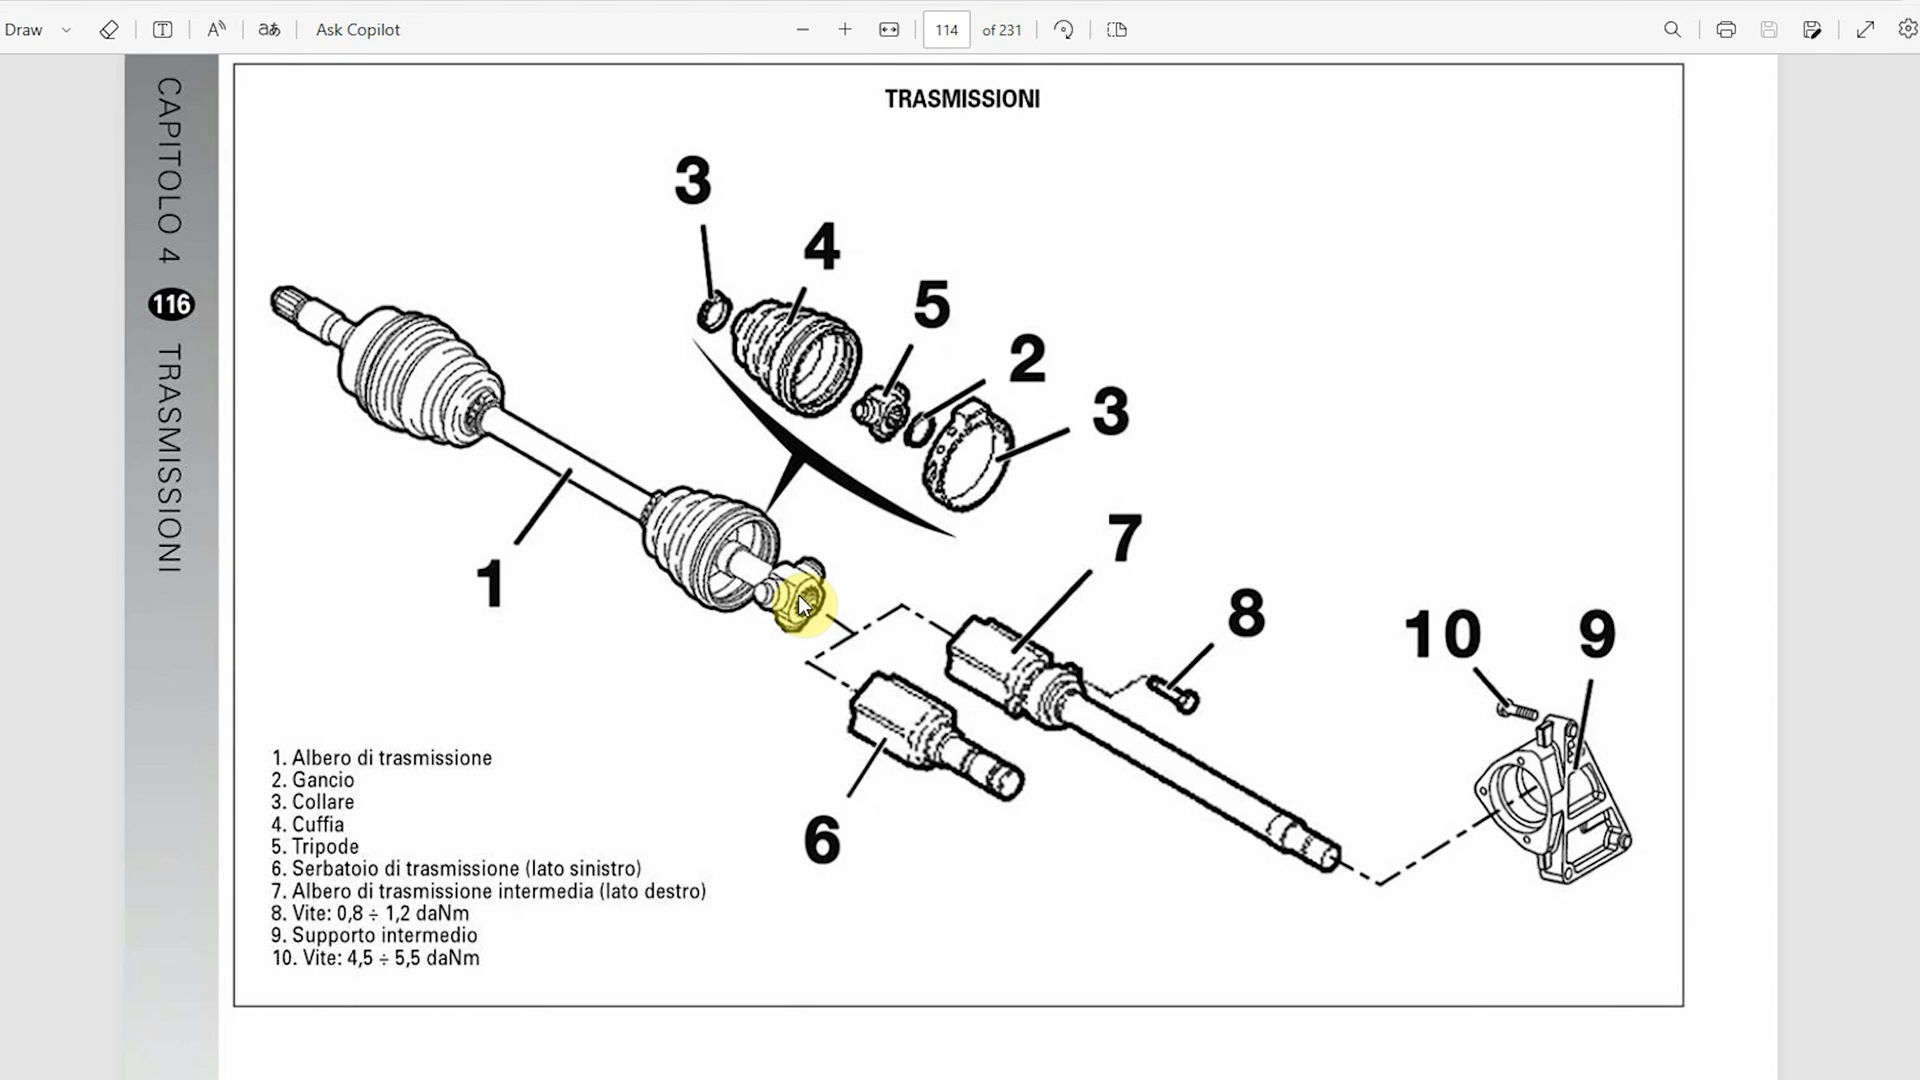 Draw
aあ
Ask Copilot
114 of 231
CAPITOLO 4 116 TRASMISSIONI
TRASMISSIONI
3
4
5
2
3
1
7
8
10
9
6
1. Albero di trasmissione
2. Gancio
3. Collare
4. Cuffia
5. Tripode
6. Serbatoio di trasmissione (lato sinistro)
7. Albero di trasmissione intermedia (lato destro)
8. Vite: 0,8 ÷ 1,2 daNm
9. Supporto intermedio
10. Vite: 4,5 ÷ 5,5 daNm